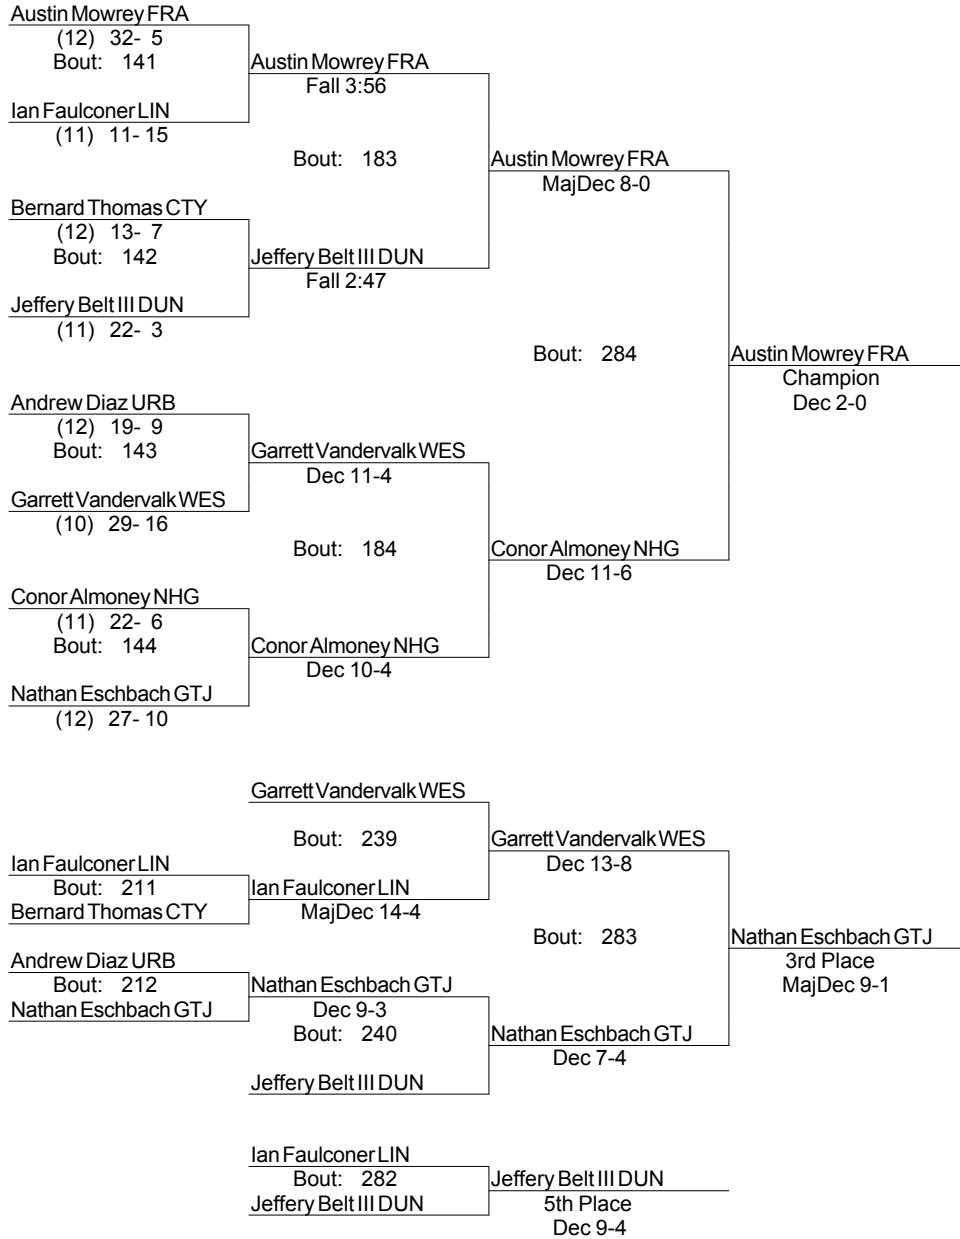 Austin Mowrey FRA
(12) 32- 5
Bout: 141
Austin Mowrey FRA
Fall 3:56
Ian Faulconer LIN
(11) 11- 15
Bout: 183
Austin Mowrey FRA
MajDec 8-0
Bernard Thomas CTY
(12) 13- 7
Bout: 142
Jeffery Belt III DUN
Fall 2:47
Jeffery Belt III DUN
(11) 22- 3
Bout: 284
Austin Mowrey FRA
Champion
Dec 2-0
Andrew Diaz URB
(12) 19- 9
Bout: 143
Garrett Vandervalk WES
Dec 11-4
Garrett Vandervalk WES
(10) 29- 16
Bout: 184
Conor Almoney NHG
Dec 11-6
Conor Almoney NHG
(11) 22- 6
Bout: 144
Conor Almoney NHG
Dec 10-4
Nathan Eschbach GTJ
(12) 27- 10
Garrett Vandervalk WES
Bout: 239
Garrett Vandervalk WES
Dec 13-8
Ian Faulconer LIN
Bout: 211
Ian Faulconer LIN
Bernard Thomas CTY
MajDec 14-4
Bout: 283
Nathan Eschbach GTJ
3rd Place
MajDec 9-1
Andrew Diaz URB
Bout: 212
Nathan Eschbach GTJ
Nathan Eschbach GTJ
Dec 9-3
Bout: 240
Nathan Eschbach GTJ
Dec 7-4
Jeffery Belt III DUN
Ian Faulconer LIN
Bout: 282
Jeffery Belt III DUN
Jeffery Belt III DUN
5th Place
Dec 9-4